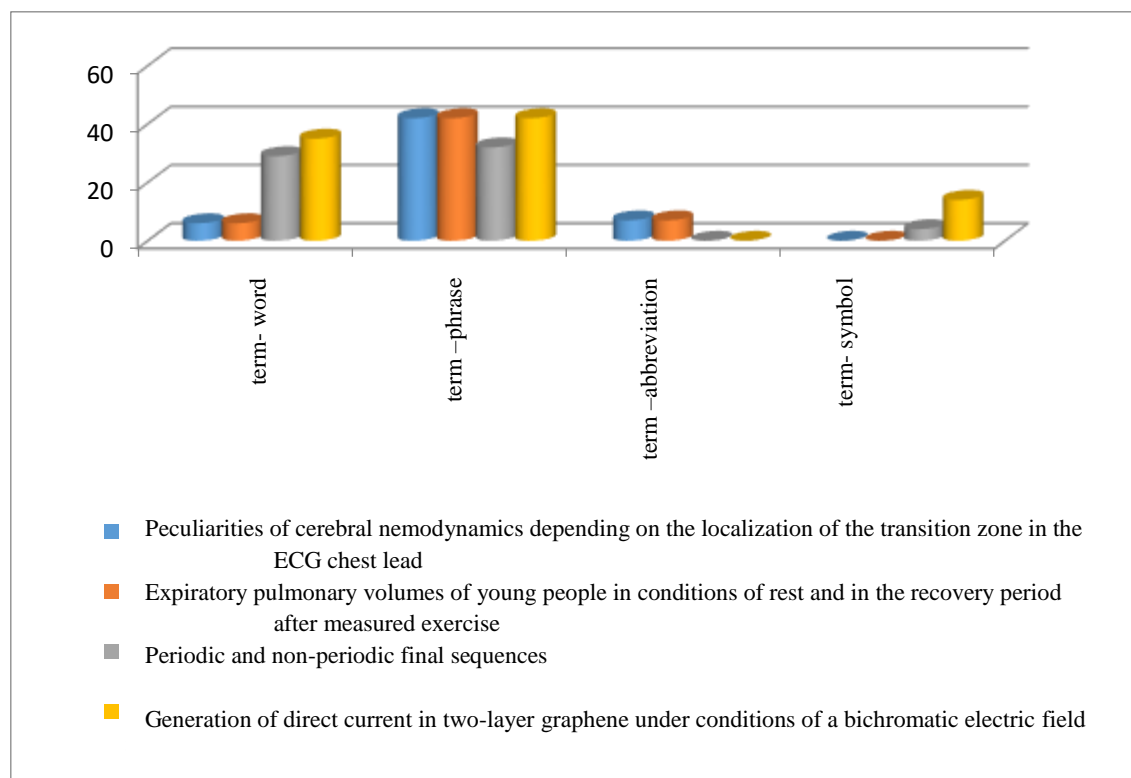 60
40
20
0
term- word
term –phrase
term –abbreviation
term- symbol
Peculiarities of cerebral nemodynamics depending on the localization of the transition zone in the
ECG chest lead
Expiratory pulmonary volumes of young people in conditions of rest and in the recovery period
after measured exercise
Periodic and non-periodic final sequences
Generation of direct current in two-layer graphene under conditions of a bichromatic electric field